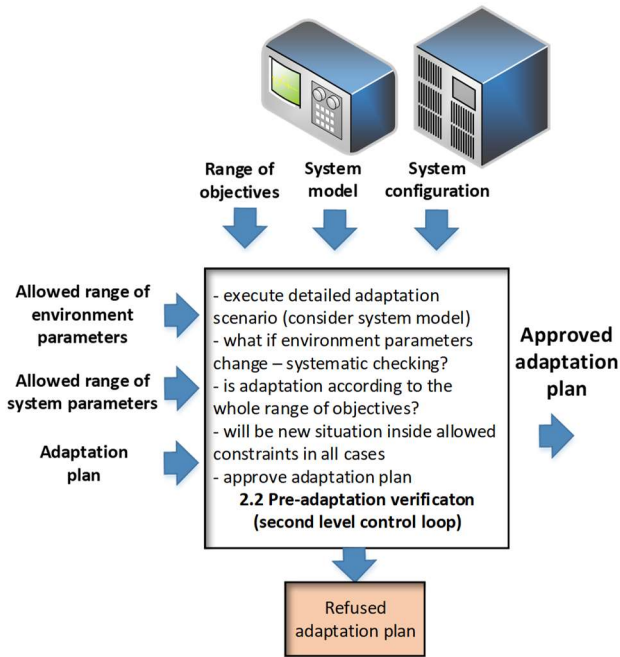 Range of
objectives
System
model
System
configuration
Allowed range of
environment
parameters
Allowed range of
system parameters
Adaptation
plan
- execute detailed adaptation
scenario (consider system model)
- what if environment parameters
change – systematic checking?
- is adaptation according to the
whole range of objectives?
- will be new situation inside allowed
constraints in all cases
- approve adaptation plan
2.2 Pre-adaptation verificaton
(second level control loop)
Approved
adaptation
plan
Refused
adaptation plan